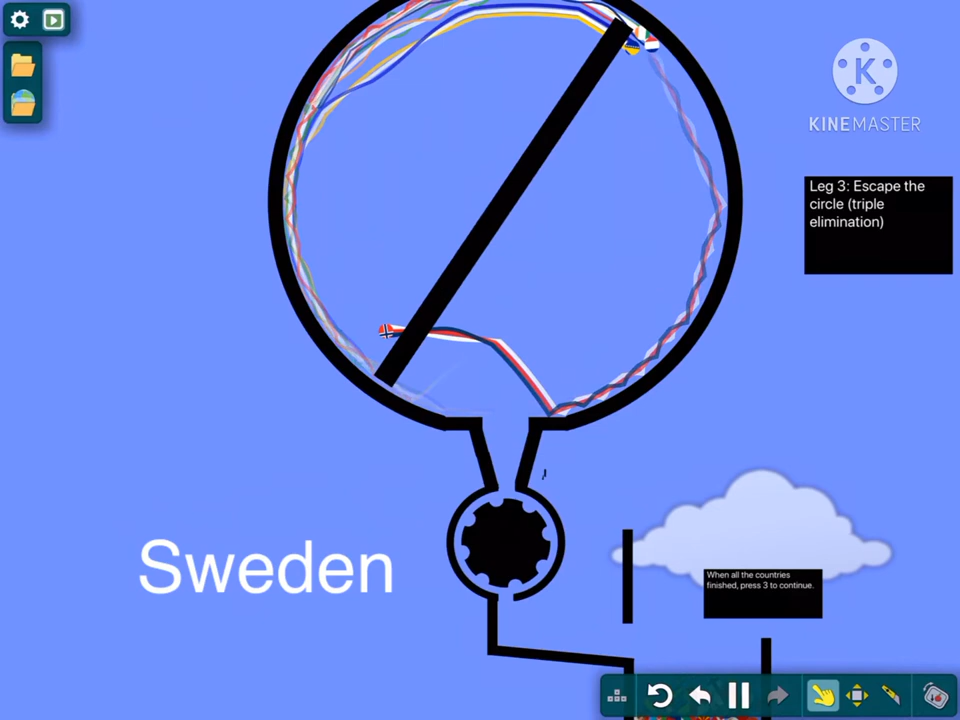 K
KINEMASTER
Leg 3: Escape the
circle (triple
elimination)
Sweden
When all the countries
finished, press 3 to continue.